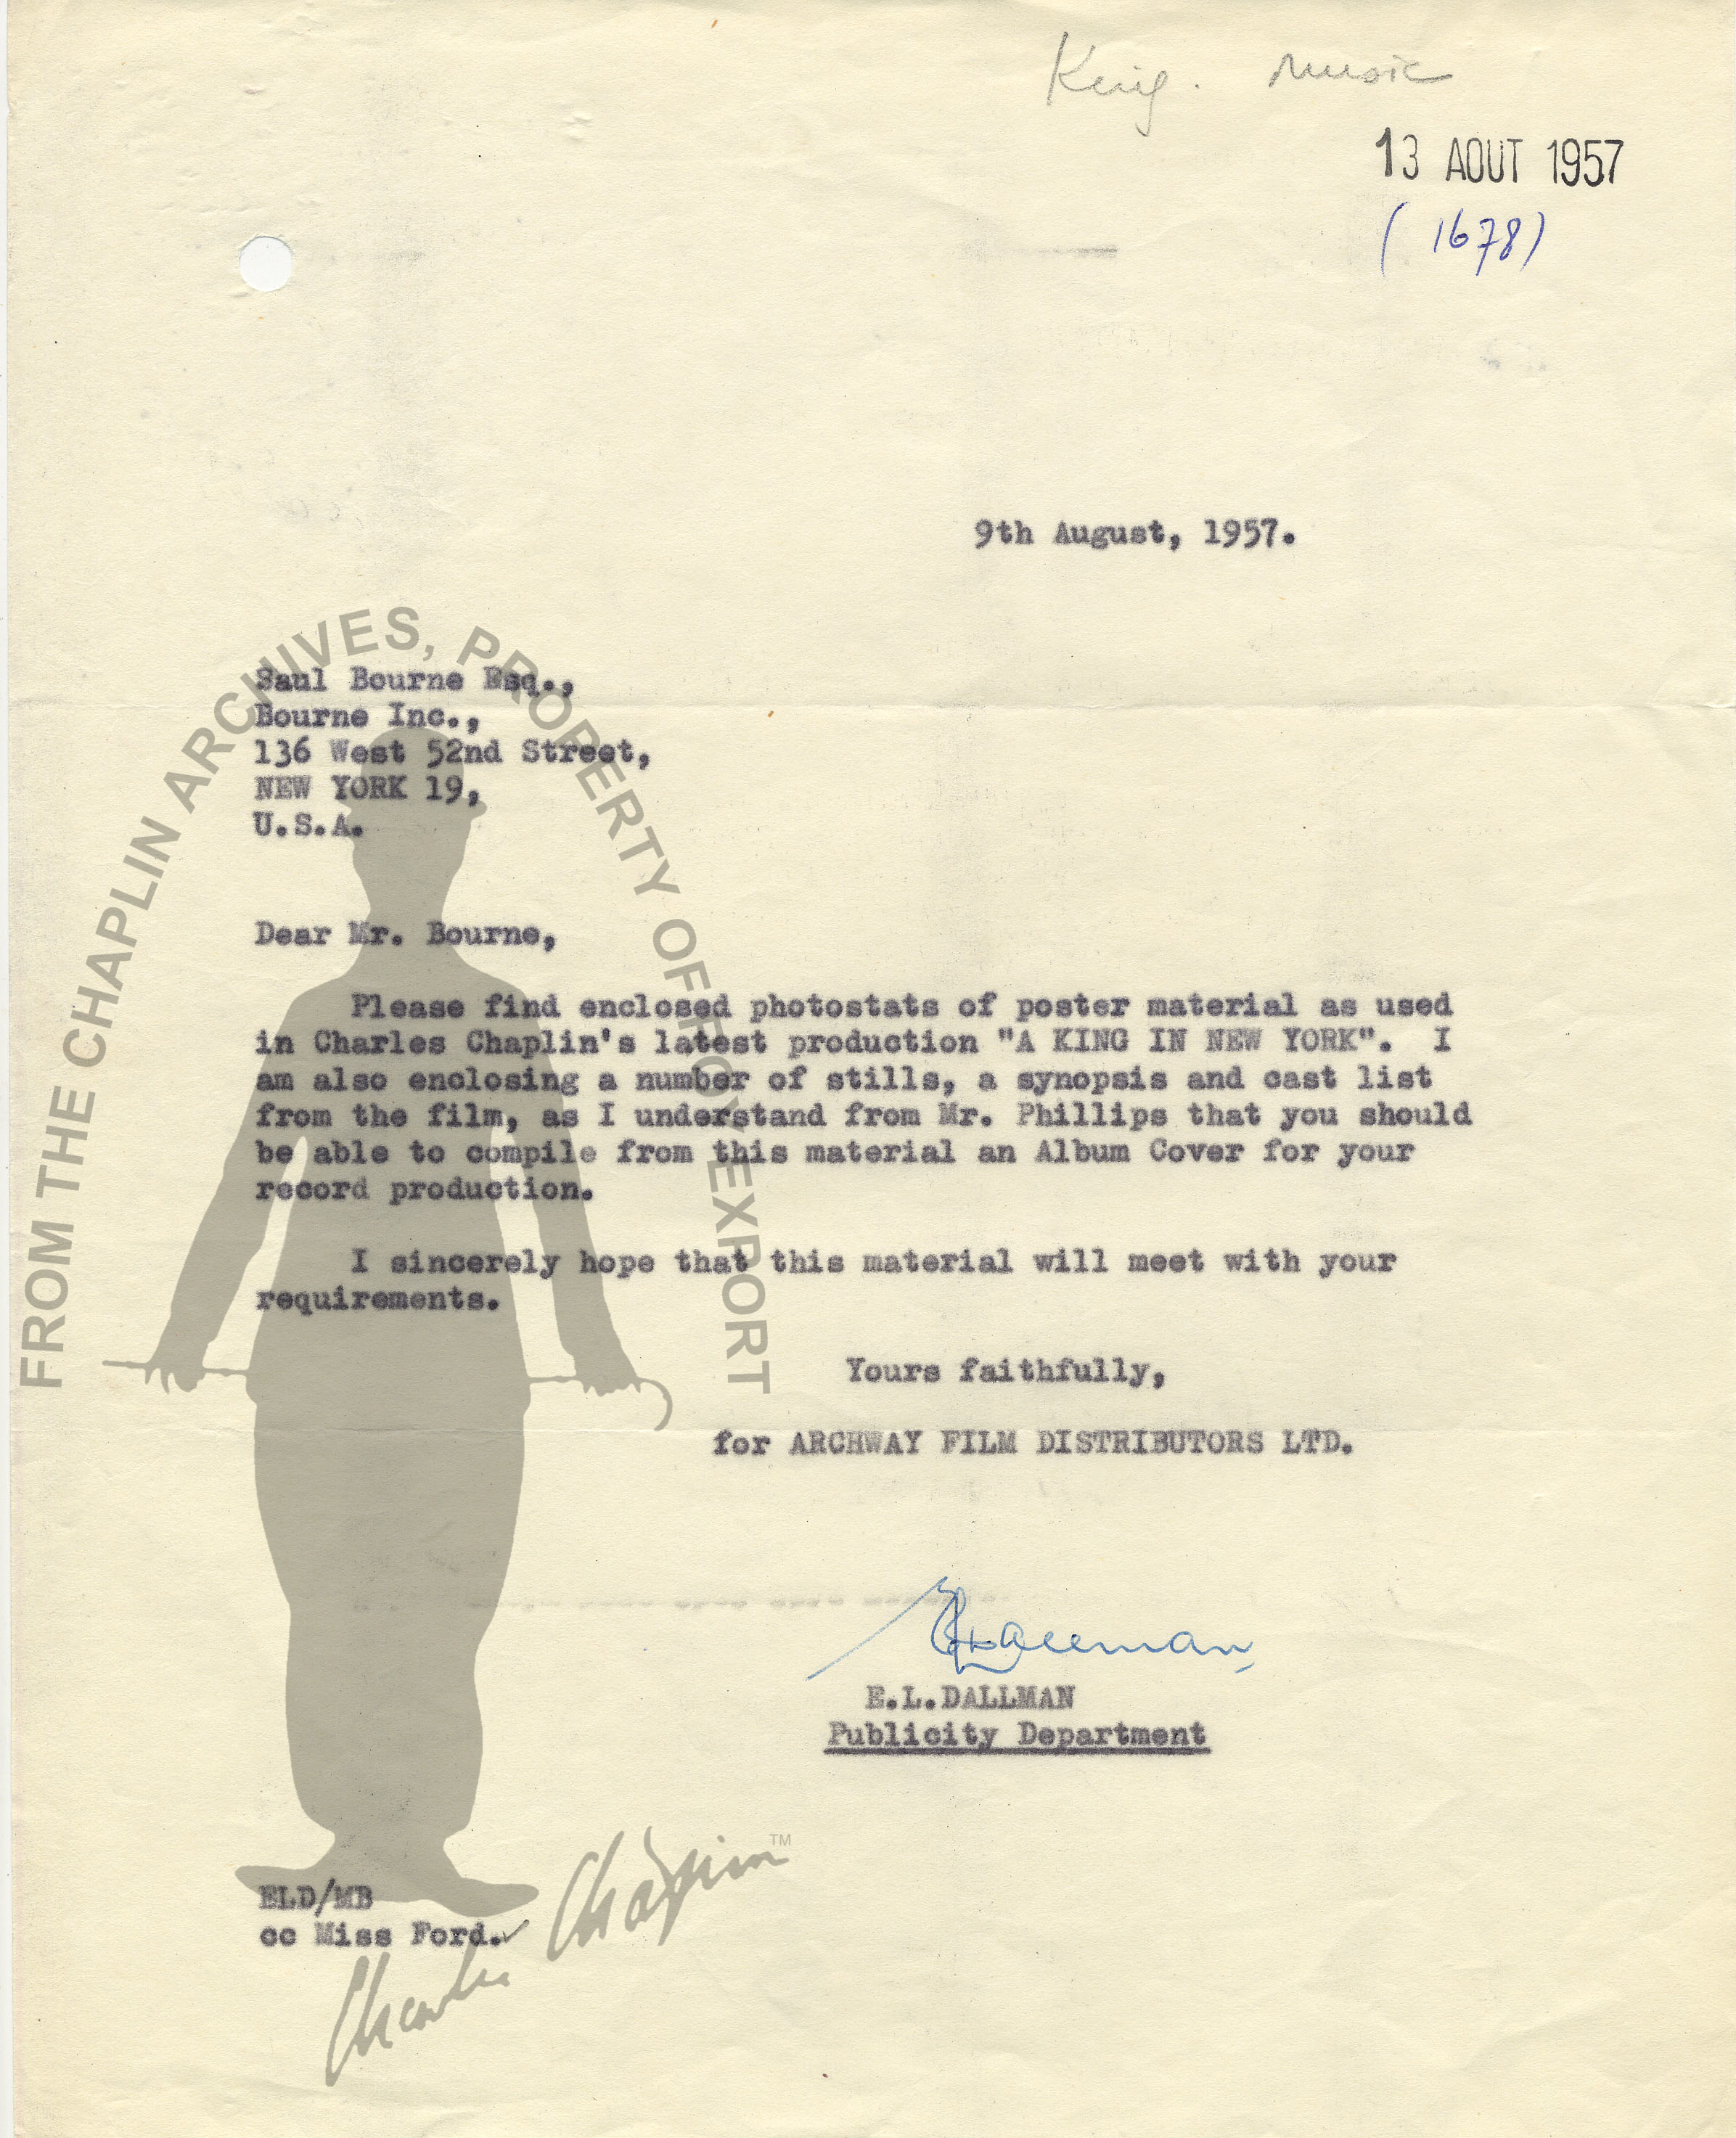 King. Music
13 AOUT 1957
(1678)
9th August, 1957.
Saul Bourne Esq.,
Bourne Inc.,
136 West 52nd Street,
NEW YORK 19,
U.S.A.
Dear Mr. Bourne,
Please find enclosed photostats of poster material as used
in Charles Chaplin's latest production "A KING IN NEW YORK". I
am also enclosing a number of stills, a synopsis and cast list
from the film, as I understand from Mr. Phillips that you should
be able to compile from this material an Album Cover for your
record production.
I sincerely hope that this material will meet with your
requirements.
Yours faithfully,
for ARCHWAY FILM DISTRIBUTORS LTD.
ELDallman
E.L.DALLMAN
Publicity Department
ELD/MB
cc Miss Ford.
FROM THE CHAPLIN ARCHIVES, PROPERTY OF ROY EXPORT
Charlie Chaplin TM